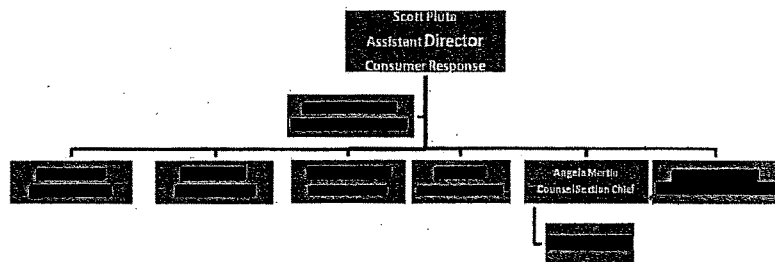 Scott Pluta
Assistant Director
Consumer Response
Angela Martin
Counsel Section Chief